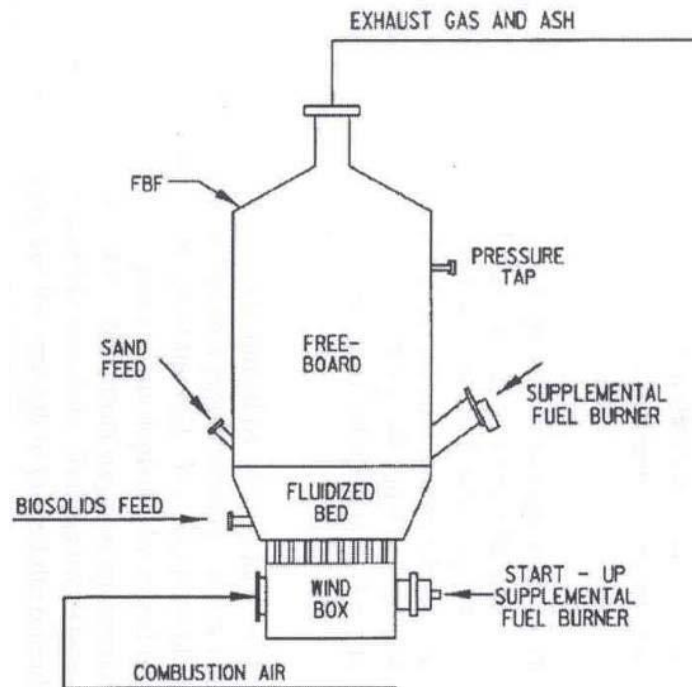 EXHAUST GAS AND ASH
FBF
PRESSURE
TAP
SAND
FEED
FREE-
BOARD
SUPPLEMENTAL
FUEL BURNER
FLUIDIZED
BED
BIOSOLIDS FEED
WIND
BOX
START - UP
SUPPLEMENTAL
FUEL BURNER
COMBUSTION AIR